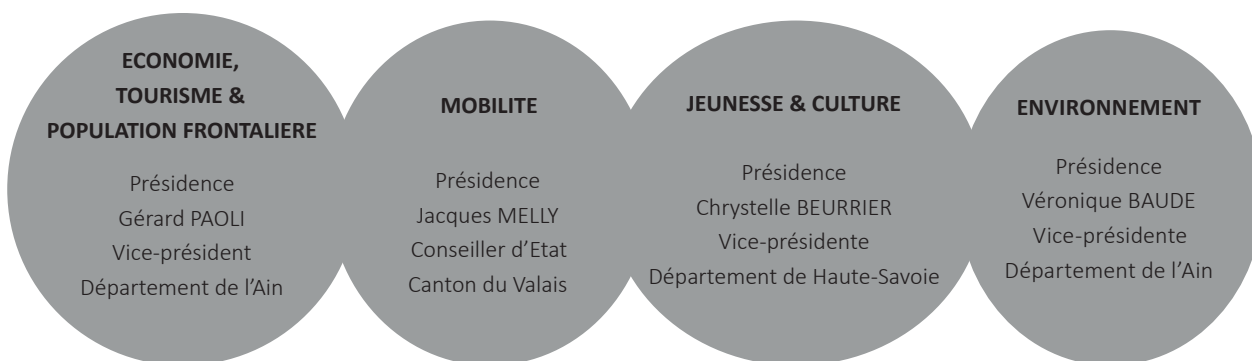 ECONOMIE,
TOURISME &
POPULATION FRONTALIERE
Présidence
Gérard PAOLI
Vice-président
Département de l’Ain
MOBILITE
Présidence
Jacques MELLY
Conseiller d’Etat
Canton du Valais
JEUNESSE & CULTURE
Présidence
Chrystelle BEURRIER
Vice-présidente
Département de Haute-Savoie
ENVIRONNEMENT
Présidence
Véronique BAUDE
Vice-présidente
Département de l’Ain